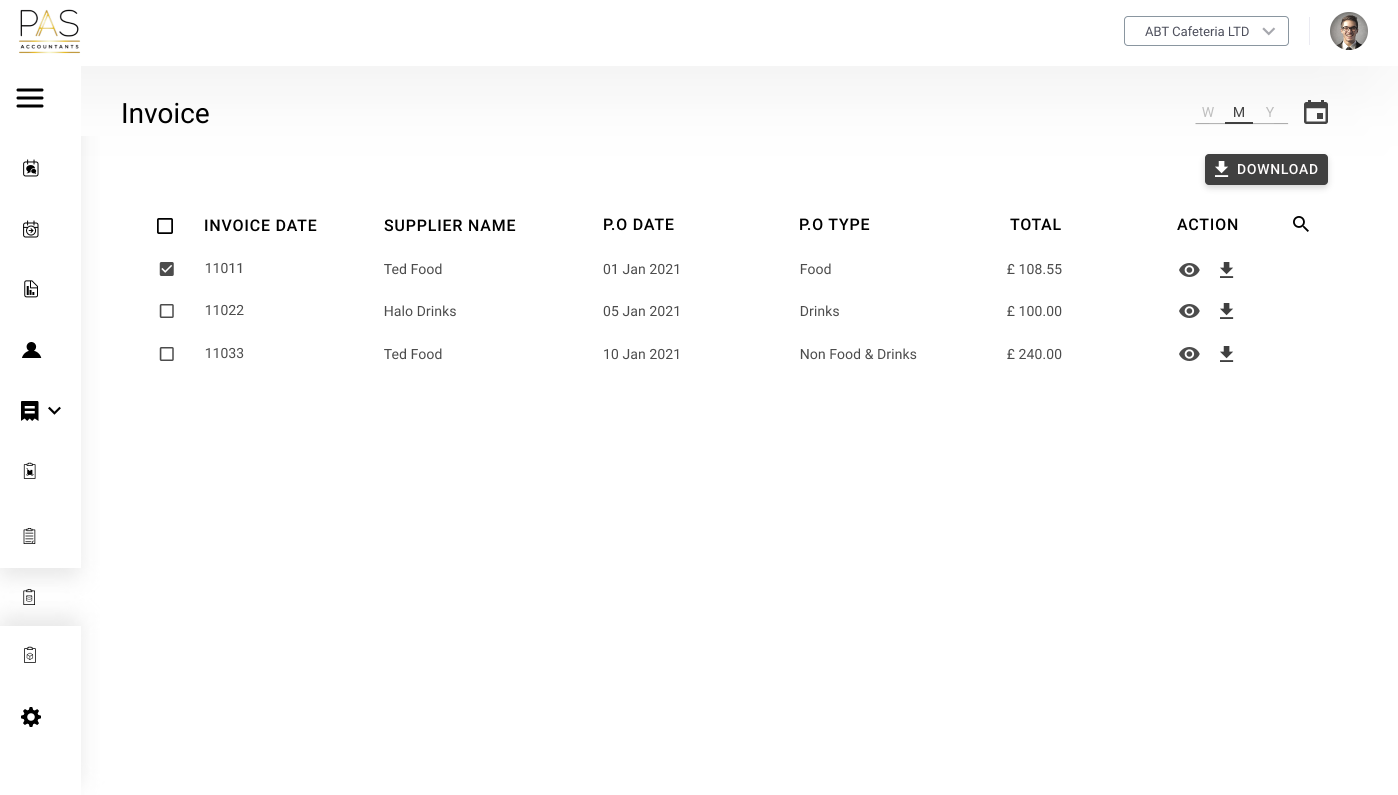 PAS
ACCOUNTANTS
ABT Cafeteria LTD
Invoice
W M Y
DOWNLOAD
INVOICE DATE SUPPLIER NAME P.O DATE P.O TYPE TOTAL ACTION
11011 Ted Food 01 Jan 2021 Food £ 108.55
11022 Halo Drinks 05 Jan 2021 Drinks £ 100.00
11033 Ted Food 10 Jan 2021 Non Food & Drinks £ 240.00